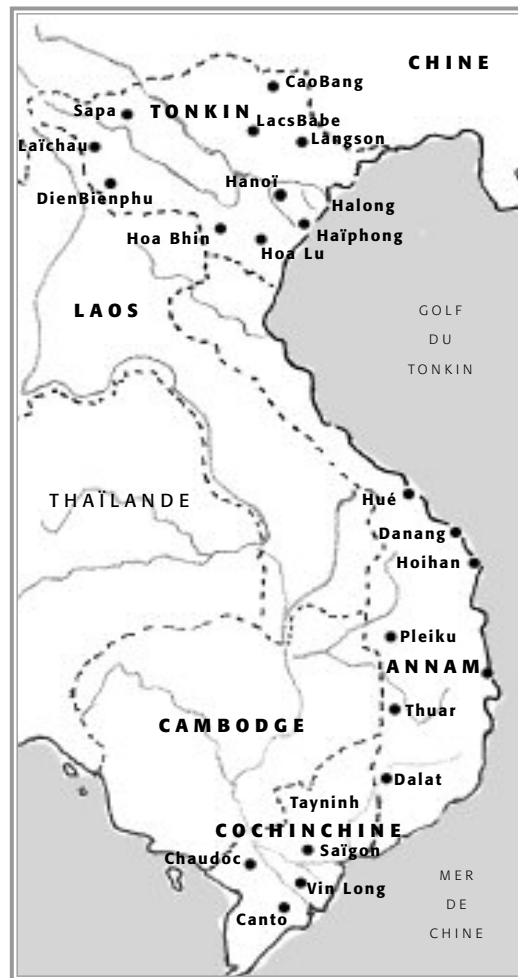 CHINE
CaoBang
TONKIN
Sapa
LacsBabe
Langson
Laïchau
Hanoï
DienBienphu
Halong
Haïphong
Hoa Bhin
Hoa Lu
LAOS
GOLF
DU
TONKIN
THAÏLANDE
Hué
Danang
Hoihan
Pleiku
ANNAM
Thuar
CAMBODGE
Dalat
Tayninh
COCHINCHINE
Saïgon
Chaudoc
Vin Long
Canto
MER
DE
CHINE